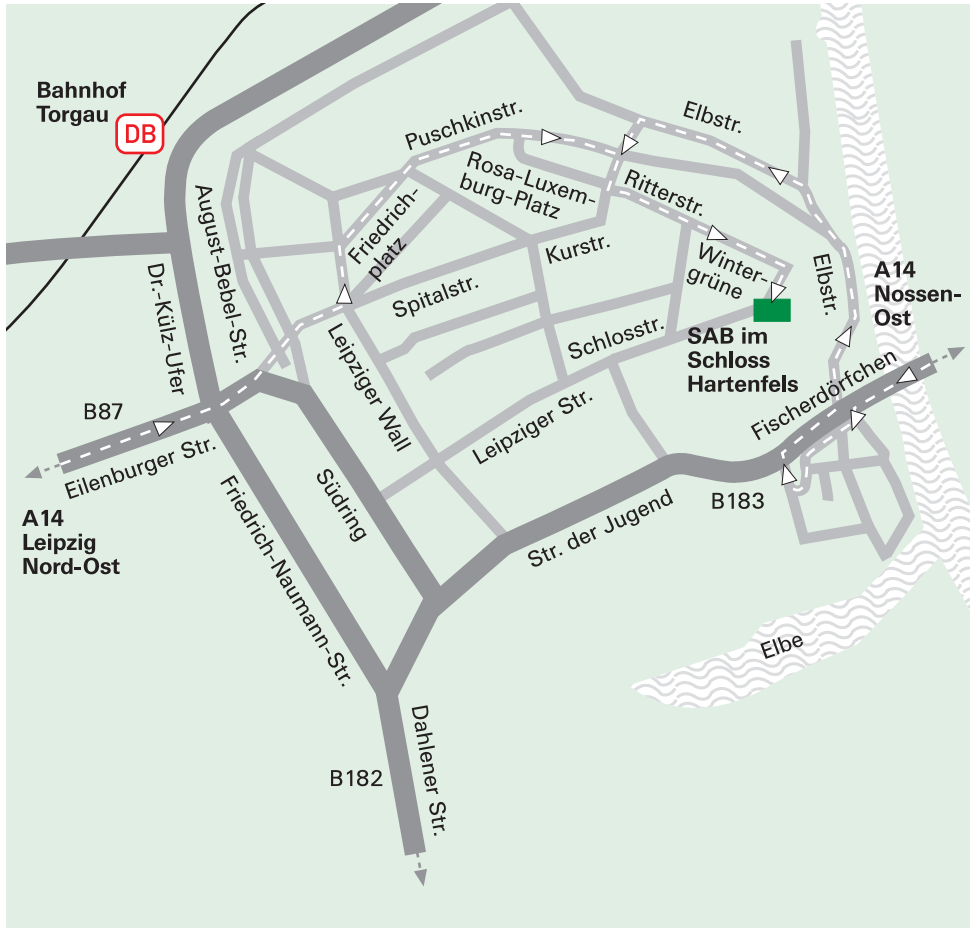 Bahnhof
Torgau
DB
Puschkinstr.
Elbstr.
Rosa-Luxem-
burg-Platz
Ritterstr.
August-Bebel-Str.
Friedrich-
platz
Kurstr.
Winter-
grüne
Elbstr.
A14
Nossen-
Ost
Dr.-Külz-Ufer
Spitalstr.
Schlosstr.
SAB im
Schloss
Hartenfels
Leipziger Wall
B87
Eilenburger Str.
Leipziger Str.
Fischerdörfchen
A14
Leipzig
Nord-Ost
Südring
Friedrich-Naumann-Str.
Str. der Jugend
B183
Elbe
B182
Dahlener Str.